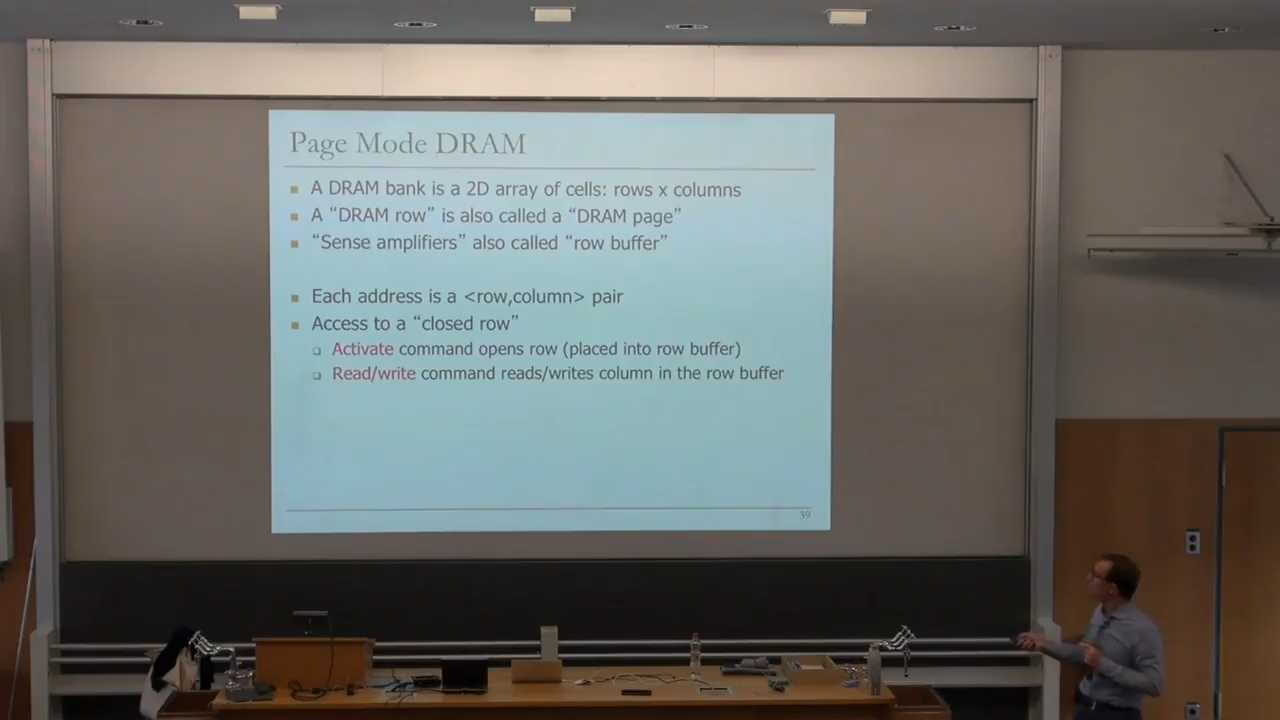 Page Mode DRAM
A DRAM bank is a 2D array of cells: rows x columns
A “DRAM row” is also called a “DRAM page”
“Sense amplifiers” also called “row buffer”
Each address is a <row,column> pair
Access to a “closed row”
Activate command opens row (placed into row buffer)
Read/write command reads/writes column in the row buffer
39